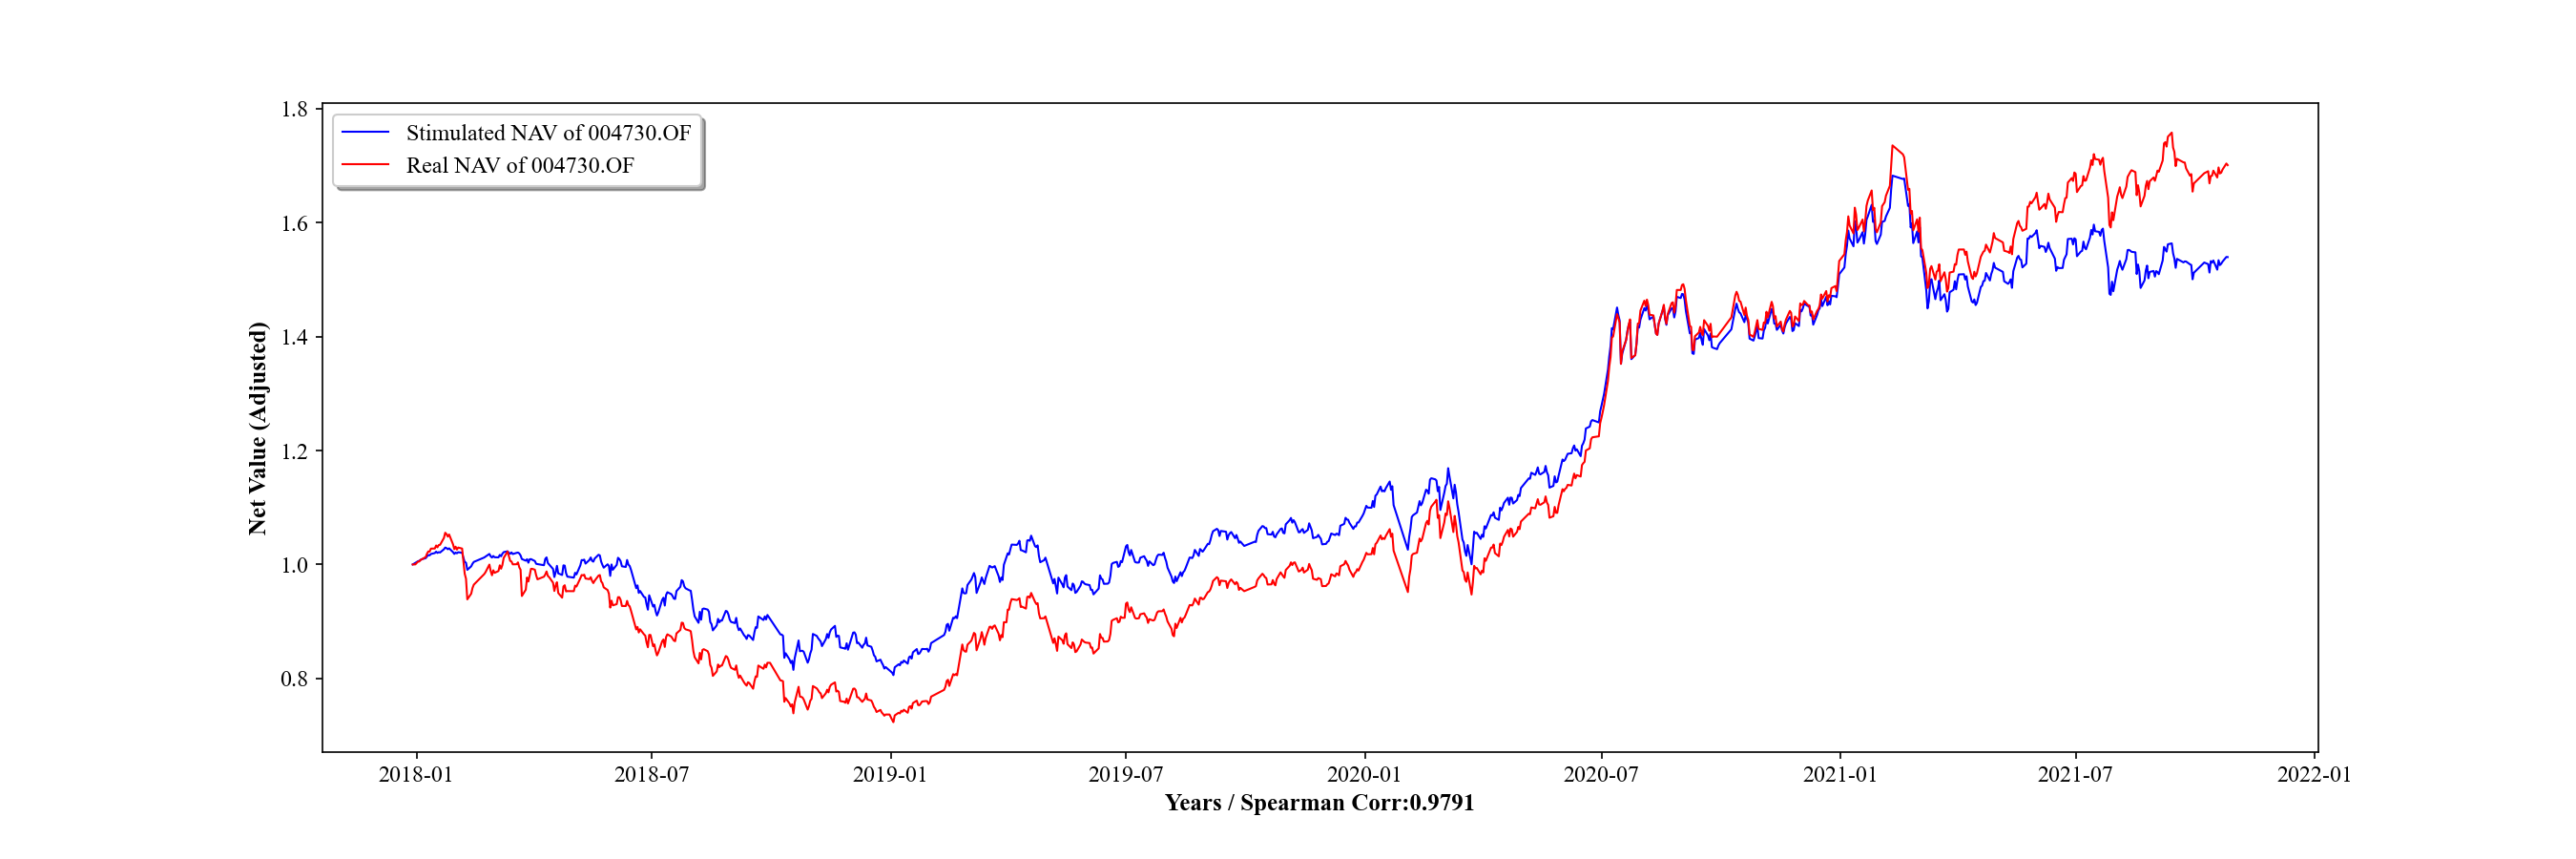 1.8
1.6
1.4
1.2
1.0
0.8
Net Value (Adjusted)
Stimulated NAV of 004730.OF
Real NAV of 004730.OF
2018-01 2018-07 2019-01 2019-07 2020-01 2020-07 2021-01 2021-07 2022-01
Years / Spearman Corr:0.9791